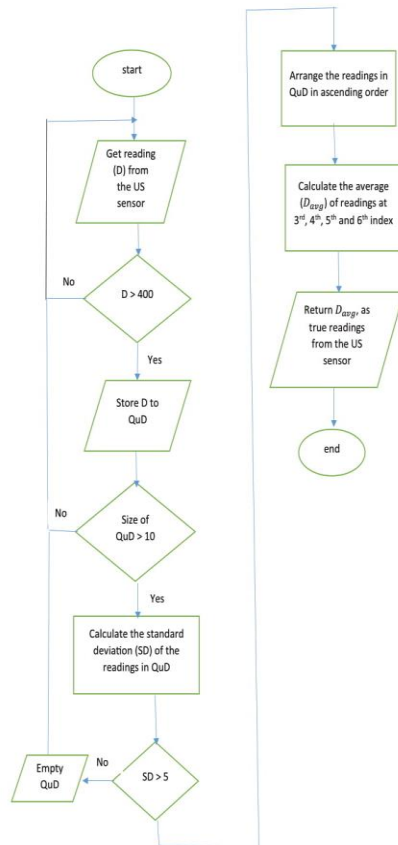 start
Get reading
(D) from
the US
sensor
No
D > 400
Yes
Store D to
QuD
No
Size of
QuD > 10
Yes
Calculate the standard
deviation (SD) of the
readings in QuD
No
Empty
QuD
SD > 5
Arrange the readings in
QuD in ascending order
Calculate the average
(D_avg) of readings at
3rd, 4th, 5th and 6th index
Return D_avg, as
true readings
from the US
sensor
end